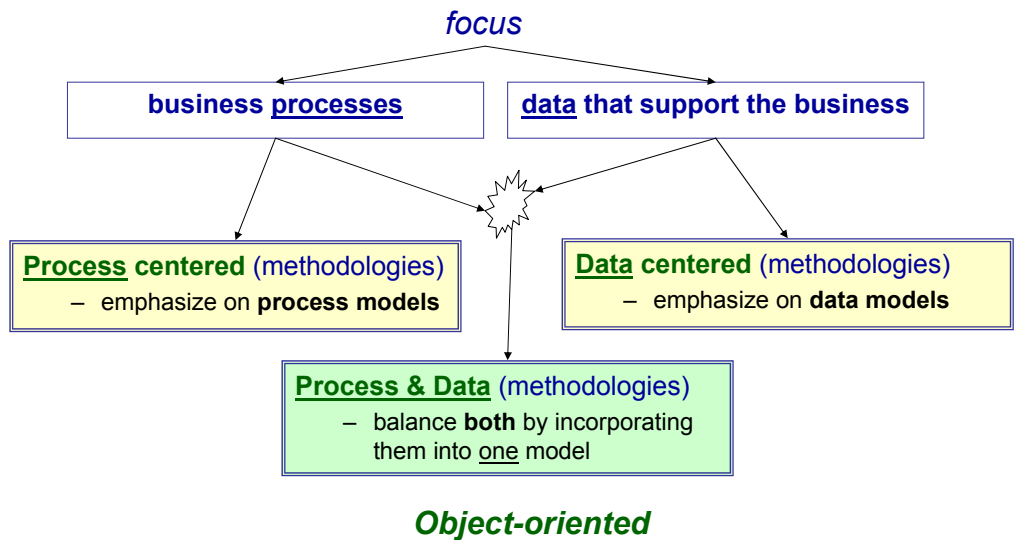 focus
business processes
data that support the business
Process centered (methodologies)
– emphasize on process models
Data centered (methodologies)
– emphasize on data models
Process & Data (methodologies)
– balance both by incorporating
them into one model
Object-oriented